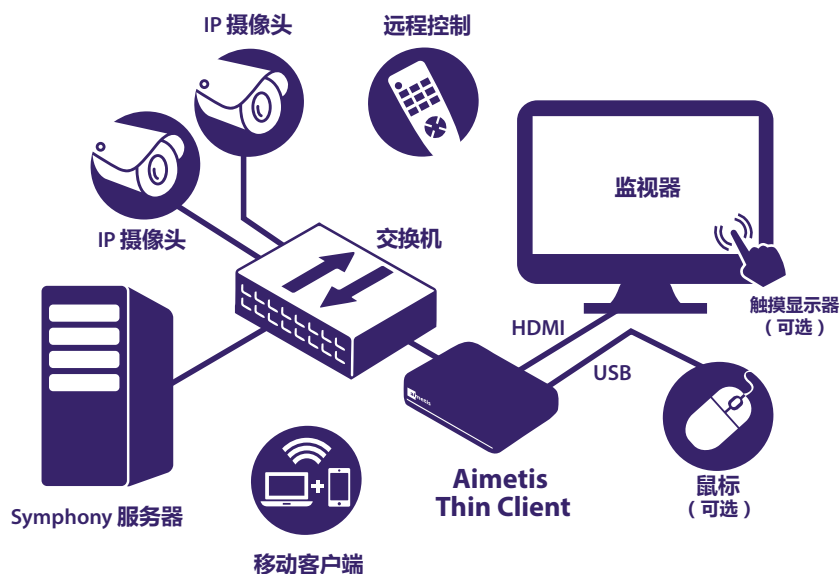 IP 摄像头
远程控制
监视器
IP 摄像头
交换机
触摸显示器
（可选）
HDMI
USB
aimetis
Aimetis
Thin Client
鼠标
（可选）
Symphony 服务器
移动客户端